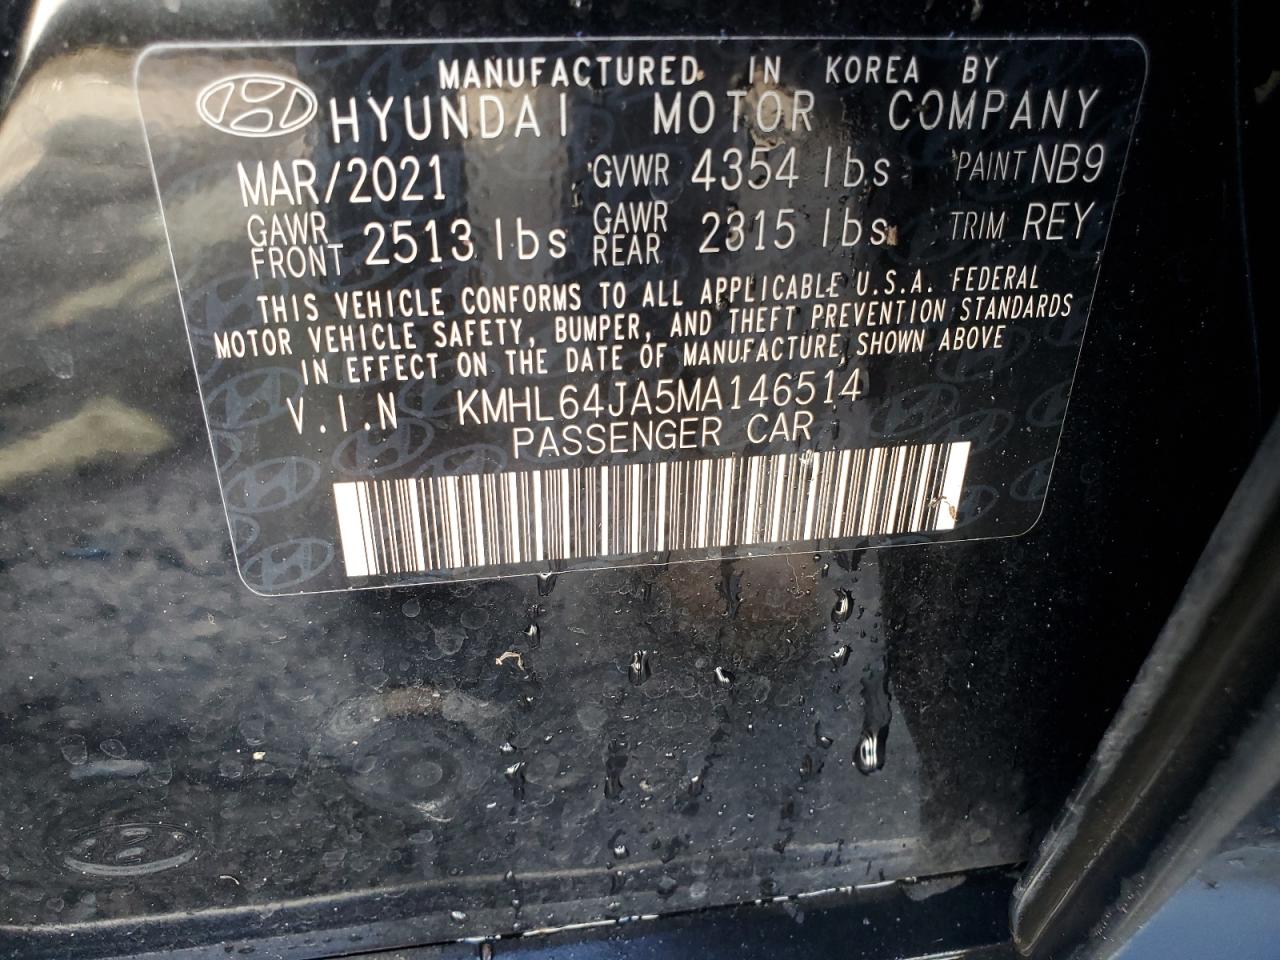 MANUFACTURED IN KOREA BY
HYUNDAI MOTOR COMPANY
MAR/2021 GVWR 4354 lbs PAINT NB9
GAWR FRONT 2513 lbs GAWR REAR 2315 lbs TRIM REY
THIS VEHICLE CONFORMS TO ALL APPLICABLE U.S.A. FEDERAL
MOTOR VEHICLE SAFETY, BUMPER, AND THEFT PREVENTION STANDARDS
IN EFFECT ON THE DATE OF MANUFACTURE, SHOWN ABOVE
V.I.N KMHL64JA5MA146514
PASSENGER CAR